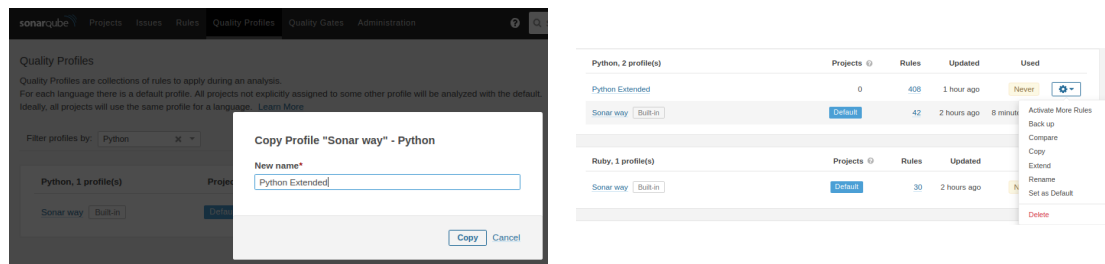 sonarqube Projects Issues Rules Quality Profiles Quality Gates Administration
Quality Profiles
Quality Profiles are collections of rules to apply during an analysis.
For each language there is a default profile. All projects not explicitly assigned to some other profile will be analyzed with the default.
Ideally, all projects will use the same profile for a language. Learn More
Filter profiles by: Python
Python, 1 profile(s)
Sonar way Built-in
Copy Profile "Sonar way" - Python
New name*
Python Extended
Copy Cancel
Python, 2 profile(s) Projects Rules Updated Used
Python Extended 0 408 1 hour ago Never
Sonar way Built-in Default 42 2 hours ago 8
Activate More Rules
Back up
Compare
Copy
Extend
Rename
Set as Default
Delete
Ruby, 1 profile(s) Projects Rules Updated
Sonar way Built-in Default 30 2 hours ago